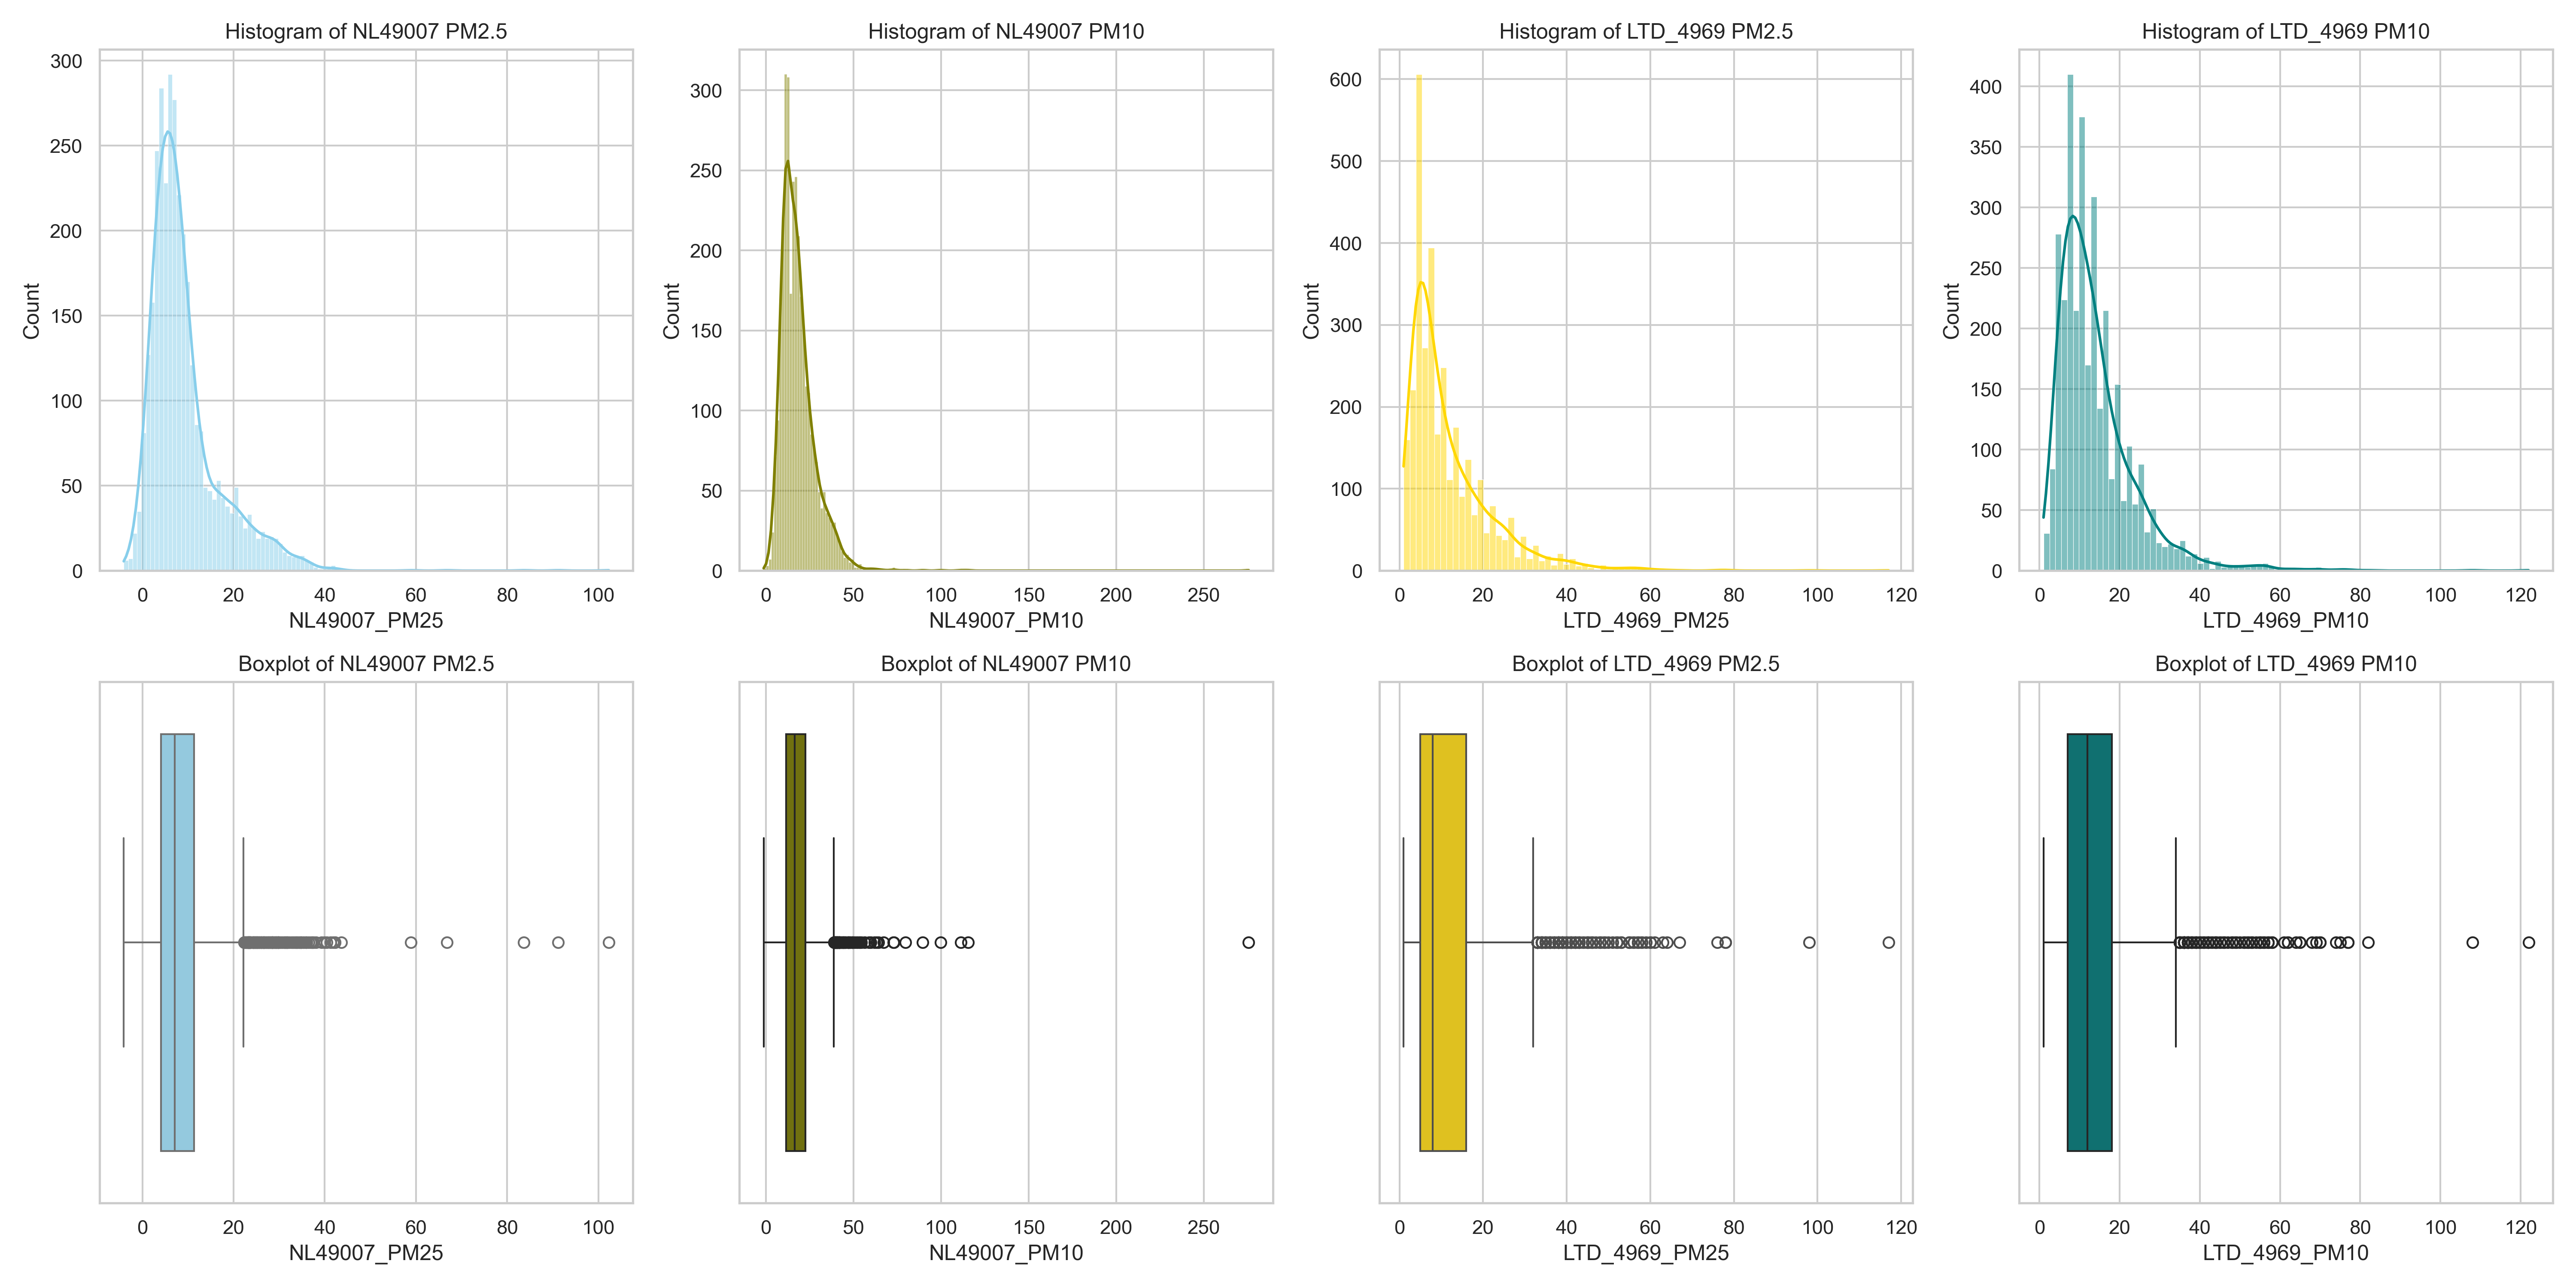 Histogram of NL49007 PM2.5
Histogram of NL49007 PM10
Histogram of LTD_4969 PM2.5
Histogram of LTD_4969 PM10
300
250
200
150
100
50
0
Count
0 20 40 60 80 100
NL49007_PM25
300
250
200
150
100
50
0
Count
0 50 100 150 200 250
NL49007_PM10
600
500
400
300
200
100
0
Count
0 20 40 60 80 100 120
LTD_4969_PM25
400
350
300
250
200
150
100
50
0
Count
0 20 40 60 80 100 120
LTD_4969_PM10
Boxplot of NL49007 PM2.5
Boxplot of NL49007 PM10
Boxplot of LTD_4969 PM2.5
Boxplot of LTD_4969 PM10
0 20 40 60 80 100
NL49007_PM25
0 50 100 150 200 250
NL49007_PM10
0 20 40 60 80 100 120
LTD_4969_PM25
0 20 40 60 80 100 120
LTD_4969_PM10